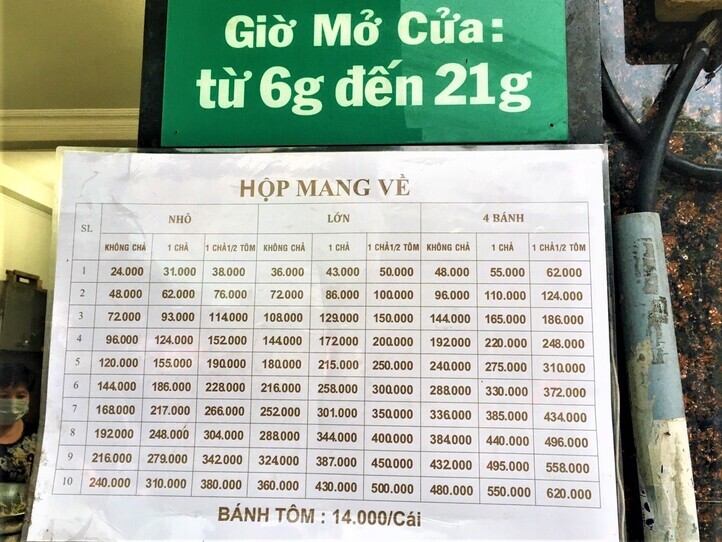 Giờ Mở Cửa:
từ 6g đến 21g
HỘP MANG VỀ
SL NHỎ LỚN 4 BÁNH
KHÔNG CHẢ 1 CHẢ 1 CHẢ1/2 TÔM KHÔNG CHẢ 1 CHẢ 1 CHẢ1/2 TÔM KHÔNG CHẢ 1 CHẢ 1 CHẢ1/2 TÔM
1 24.000 31.000 38.000 36.000 43.000 50.000 48.000 55.000 62.000
2 48.000 62.000 76.000 72.000 86.000 100.000 96.000 110.000 124.000
3 72.000 93.000 114.000 108.000 129.000 150.000 144.000 165.000 186.000
4 96.000 124.000 152.000 144.000 172.000 200.000 192.000 220.000 248.000
5 120.000 155.000 190.000 180.000 215.000 250.000 240.000 275.000 310.000
6 144.000 186.000 228.000 216.000 258.000 300.000 288.000 330.000 372.000
7 168.000 217.000 266.000 252.000 301.000 350.000 336.000 385.000 434.000
8 192.000 248.000 304.000 288.000 344.000 400.000 384.000 440.000 496.000
9 216.000 279.000 342.000 324.000 387.000 450.000 432.000 495.000 558.000
10 240.000 310.000 380.000 360.000 430.000 500.000 480.000 550.000 620.000
BÁNH TÔM : 14.000/Cái